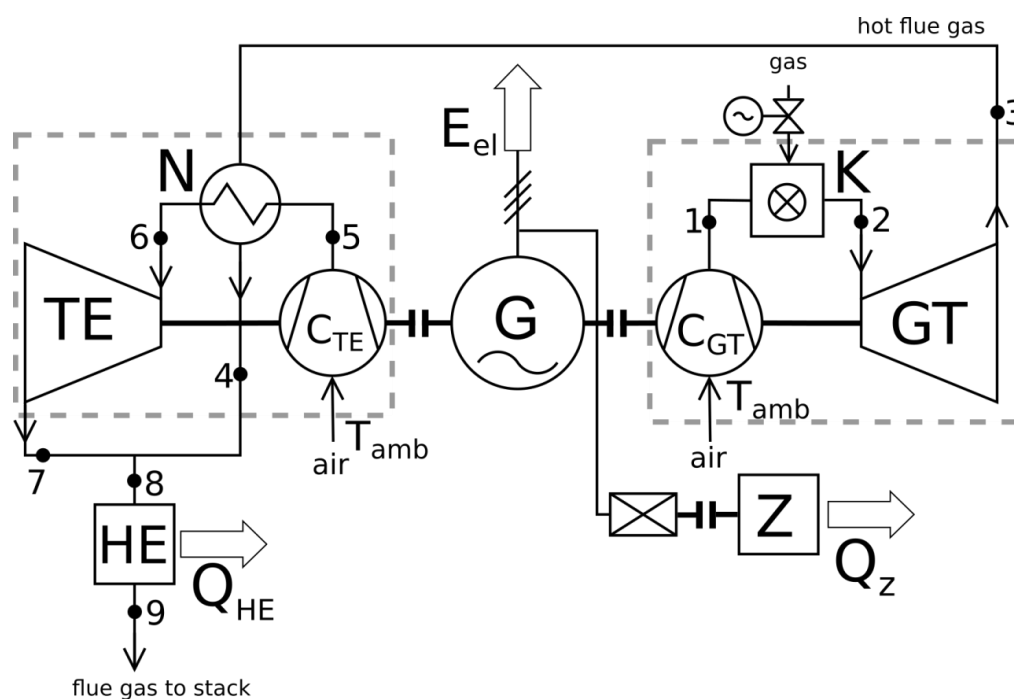 hot flue gas
gas
3
E_el
N
K
1
2
6
5
TE
C_TE
G
C_GT
GT
4
T_amb
T_amb
air
air
7
8
HE
Q_HE
Z
Q_z
9
flue gas to stack